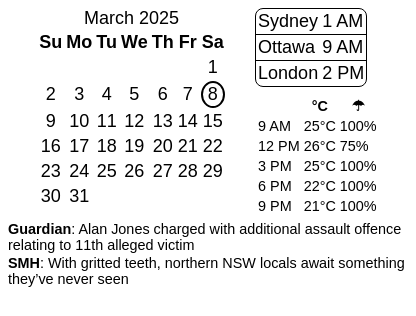 March 2025
Su Mo Tu We Th Fr Sa
1
2 3 4 5 6 7 8
9 10 11 12 13 14 15
16 17 18 19 20 21 22
23 24 25 26 27 28 29
30 31
Sydney 1 AM
Ottawa 9 AM
London 2 PM
°C ☂
9 AM 25°C 100%
12 PM 26°C 75%
3 PM 25°C 100%
6 PM 22°C 100%
9 PM 21°C 100%
Guardian: Alan Jones charged with additional assault offence
relating to 11th alleged victim
SMH: With gritted teeth, northern NSW locals await something
they’ve never seen